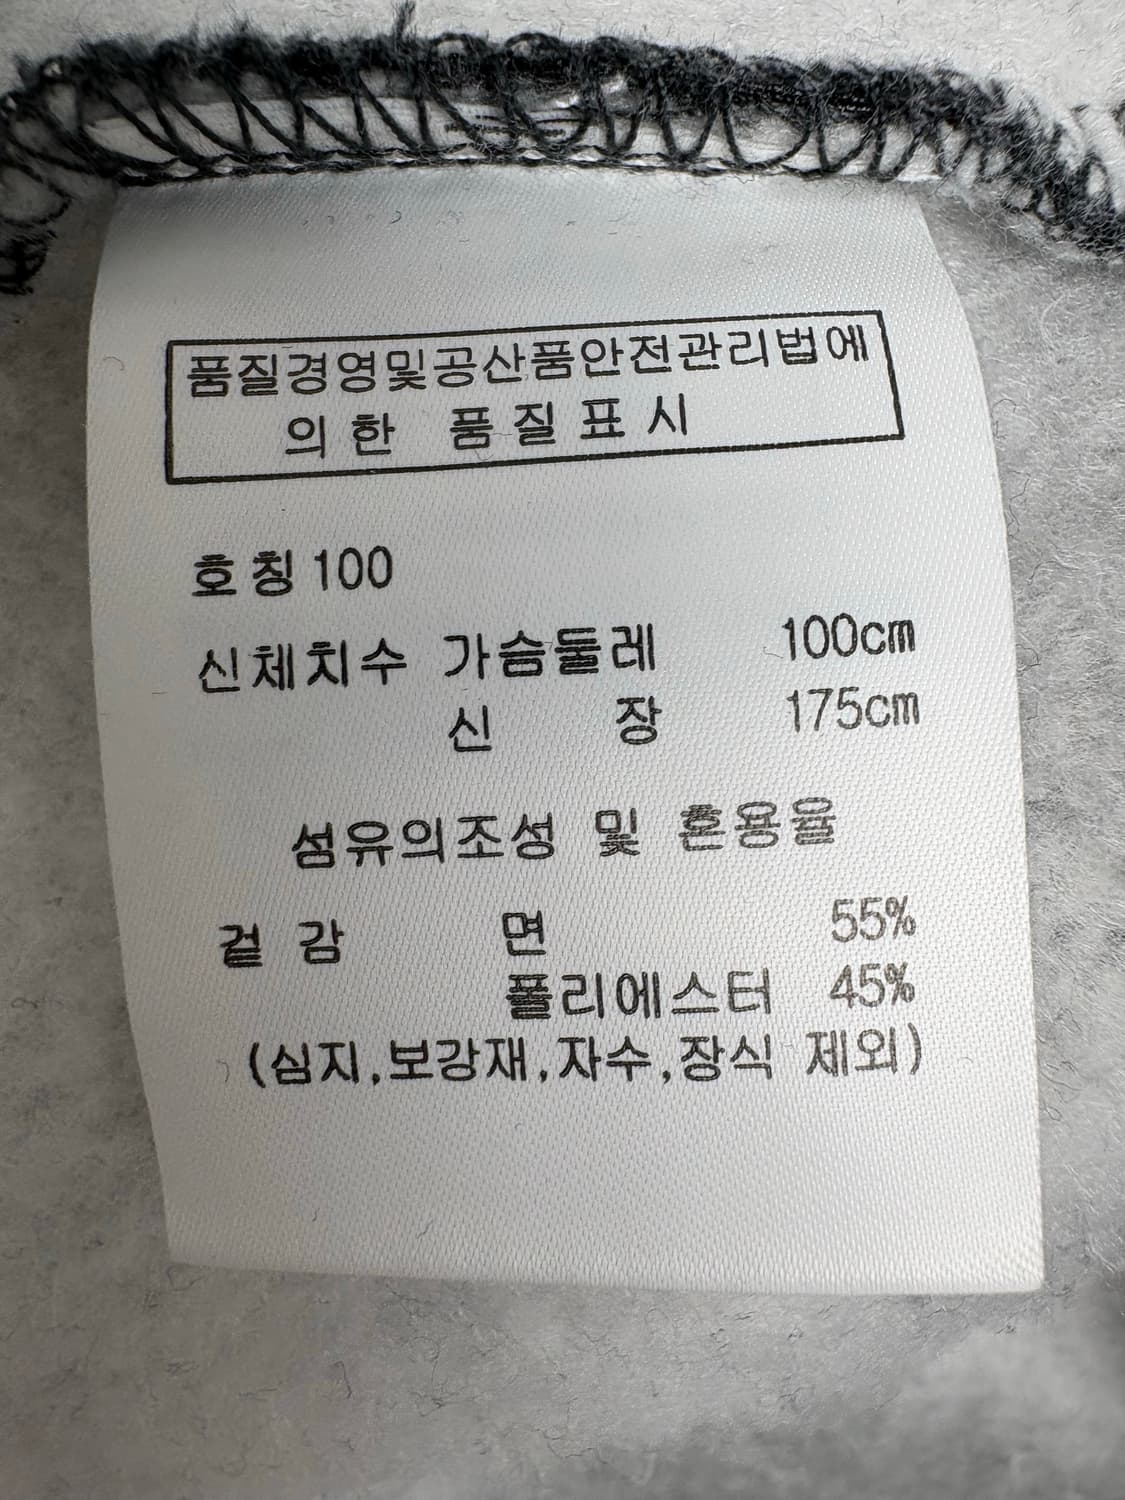 품질경영및공산품안전관리법에
의한 품질표시
호칭 100
신체치수 가슴둘레 100cm
신 장 175cm
섬유의조성 및 혼용율
겉감 면 55%
폴리에스터 45%
(심지,보강재,자수,장식 제외)